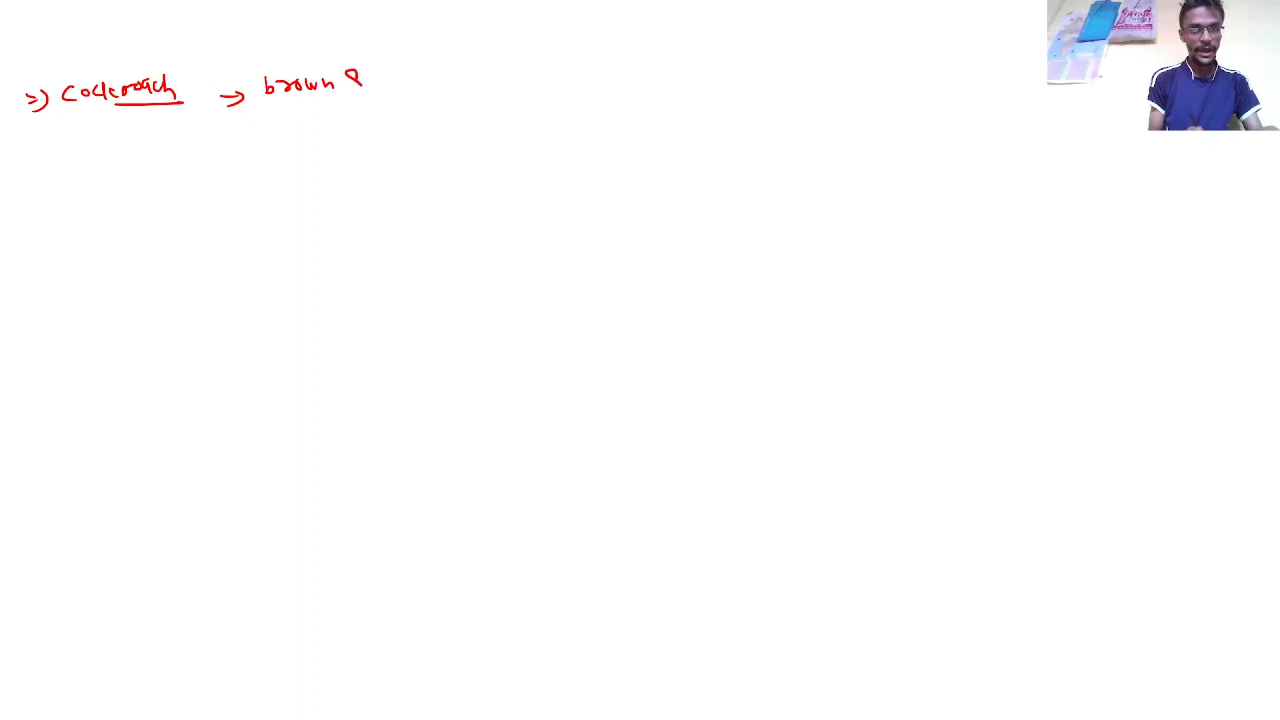 => Cockroach → brown &